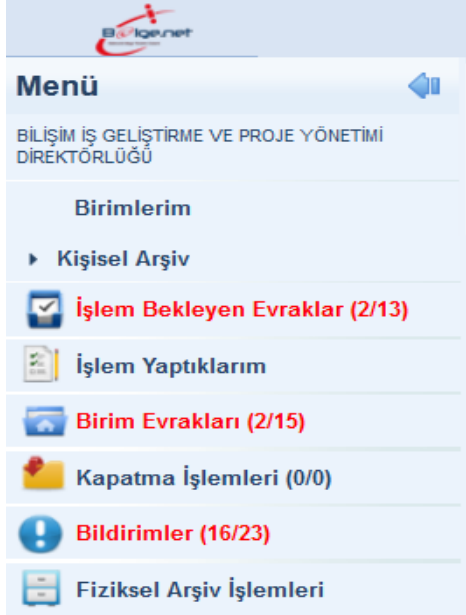 Belge.net
Menü
BİLİŞİM İŞ GELİŞTİRME VE PROJE YÖNETİMİ
DİREKTÖRLÜĞÜ
Birimlerim
Kişisel Arşiv
İşlem Bekleyen Evraklar (2/13)
İşlem Yaptıklarım
Birim Evrakları (2/15)
Kapatma İşlemleri (0/0)
Bildirimler (16/23)
Fiziksel Arşiv İşlemleri